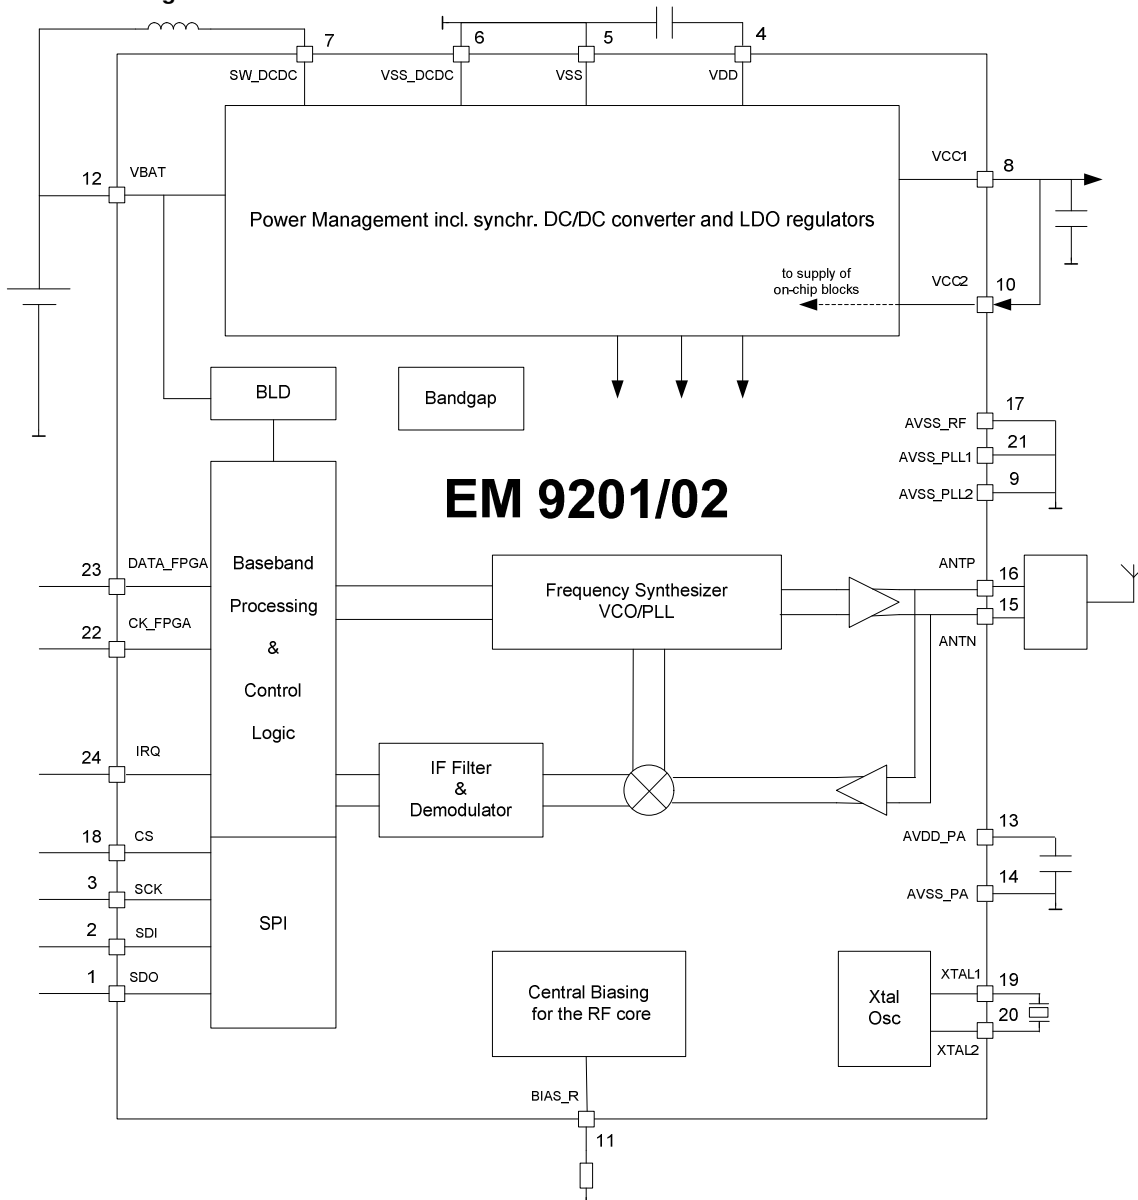 7
6
5
4
SW_DCDC
VSS_DCDC
VSS
VDD
12
VBAT
VCC1
8
Power Management incl. synchr. DC/DC converter and LDO regulators
to supply of
on-chip blocks
VCC2
10
BLD
Bandgap
17
AVSS_RF
21
AVSS_PLL1
9
AVSS_PLL2
EM 9201/02
23
DATA_FPGA
22
CK_FPGA
Baseband
Processing
&
Control
Logic
Frequency Synthesizer
VCO/PLL
ANTP
16
15
ANTN
24
IRQ
IF Filter
&
Demodulator
18
CS
3
SCK
2
SDI
1
SDO
SPI
13
AVDD_PA
14
AVSS_PA
Central Biasing
for the RF core
Xtal
Osc
XTAL1
19
20
XTAL2
BIAS_R
11